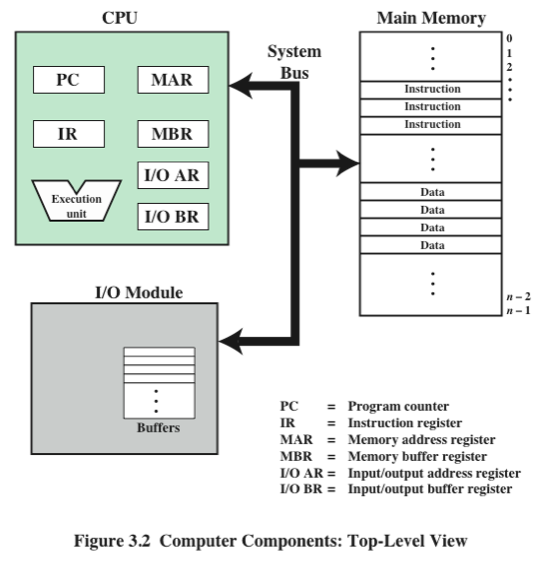 CPU
Main Memory
System
Bus
PC
MAR
IR
MBR
I/O AR
Execution
unit
I/O BR
0
1
2
Instruction
Instruction
Instruction
Data
Data
Data
Data
n – 2
n – 1
I/O Module
Buffers
PC = Program counter
IR = Instruction register
MAR = Memory address register
MBR = Memory buffer register
I/O AR = Input/output address register
I/O BR = Input/output buffer register
Figure 3.2 Computer Components: Top-Level View